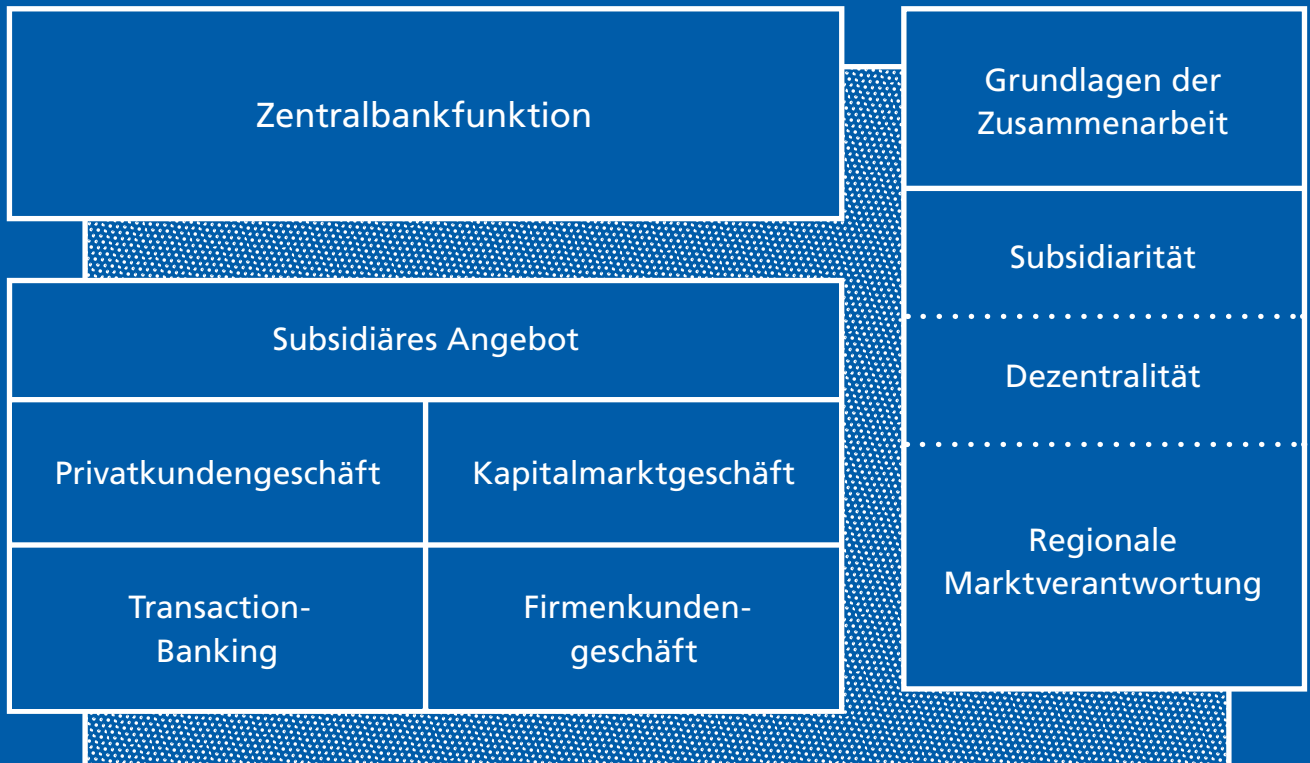 Zentralbankfunktion
Subsidiäres Angebot
Privatkundengeschäft
Kapitalmarktgeschäft
Transaction-
Banking
Firmenkunden-
geschäft
Grundlagen der
Zusammenarbeit
Subsidiarität
Dezentralität
Regionale
Marktverantwortung